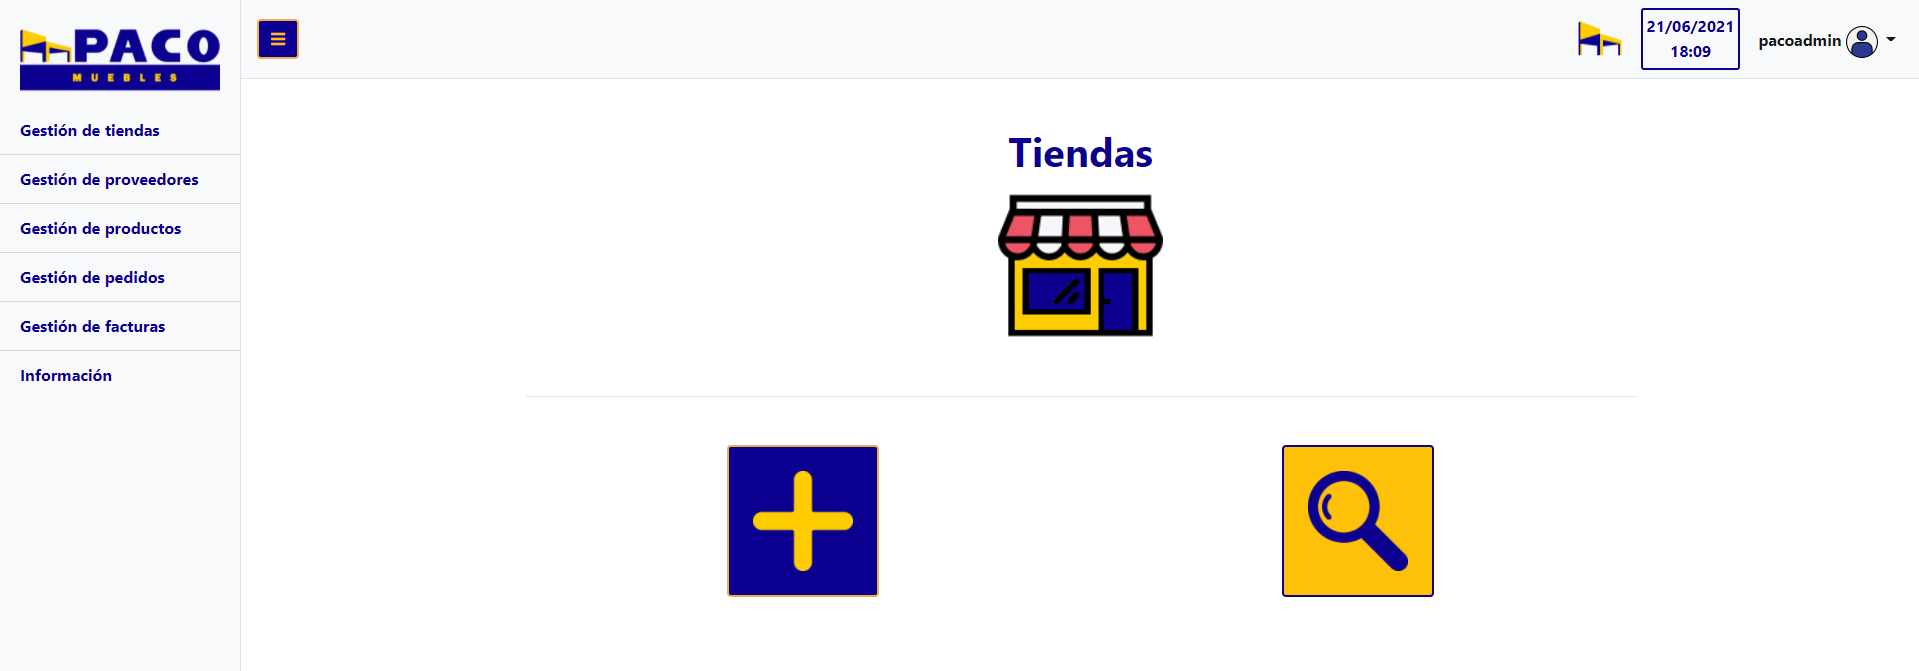 PACO
MUEBLES
Gestión de tiendas
Gestión de proveedores
Gestión de productos
Gestión de pedidos
Gestión de facturas
Información
21/06/2021
18:09
pacoadmin
Tiendas